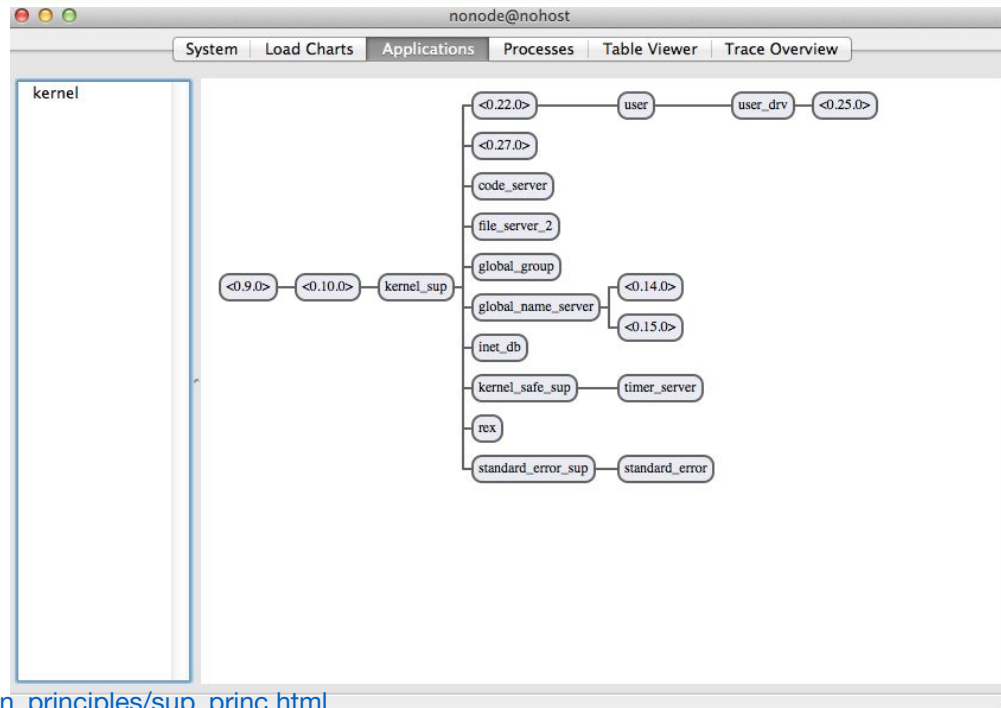 nonode@nohost
System Load Charts Applications Processes Table Viewer Trace Overview
kernel
<0.22.0> user user_drv <0.25.0>
<0.27.0>
code_server
file_server_2
global_group
<0.9.0> <0.10.0> kernel_sup <0.14.0>
global_name_server
<0.15.0>
inet_db
kernel_safe_sup timer_server
rex
standard_error_sup standard_error
n_principles/sup_princ.html